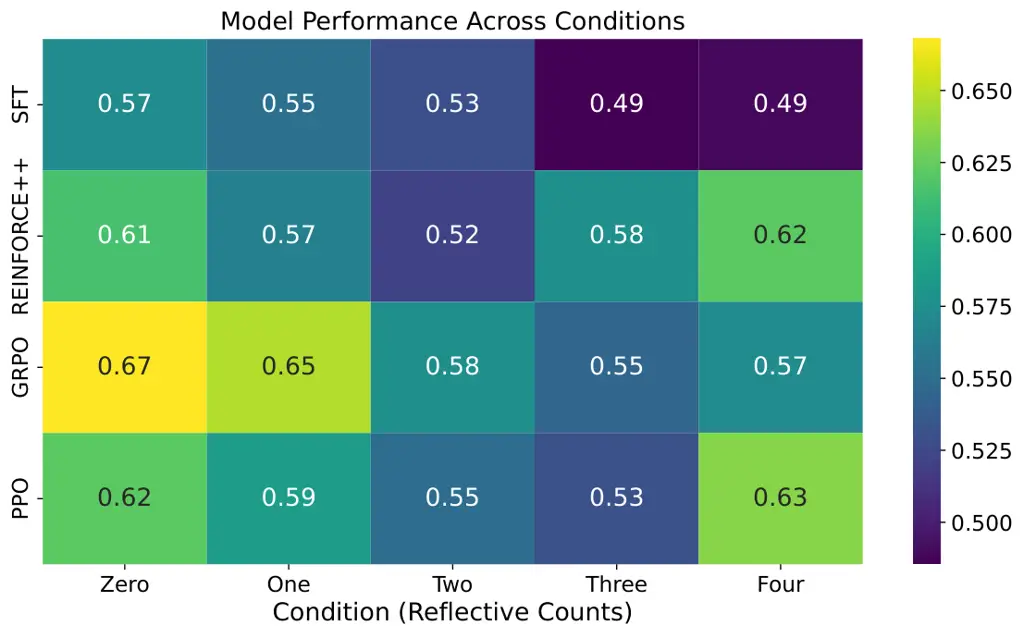 Model Performance Across Conditions
SFT 0.57 0.55 0.53 0.49 0.49
REINFORCE++ 0.61 0.57 0.52 0.58 0.62
GRPO 0.67 0.65 0.58 0.55 0.57
PPO 0.62 0.59 0.55 0.53 0.63
Zero One Two Three Four
Condition (Reflective Counts)
0.650
0.625
0.600
0.575
0.550
0.525
0.500